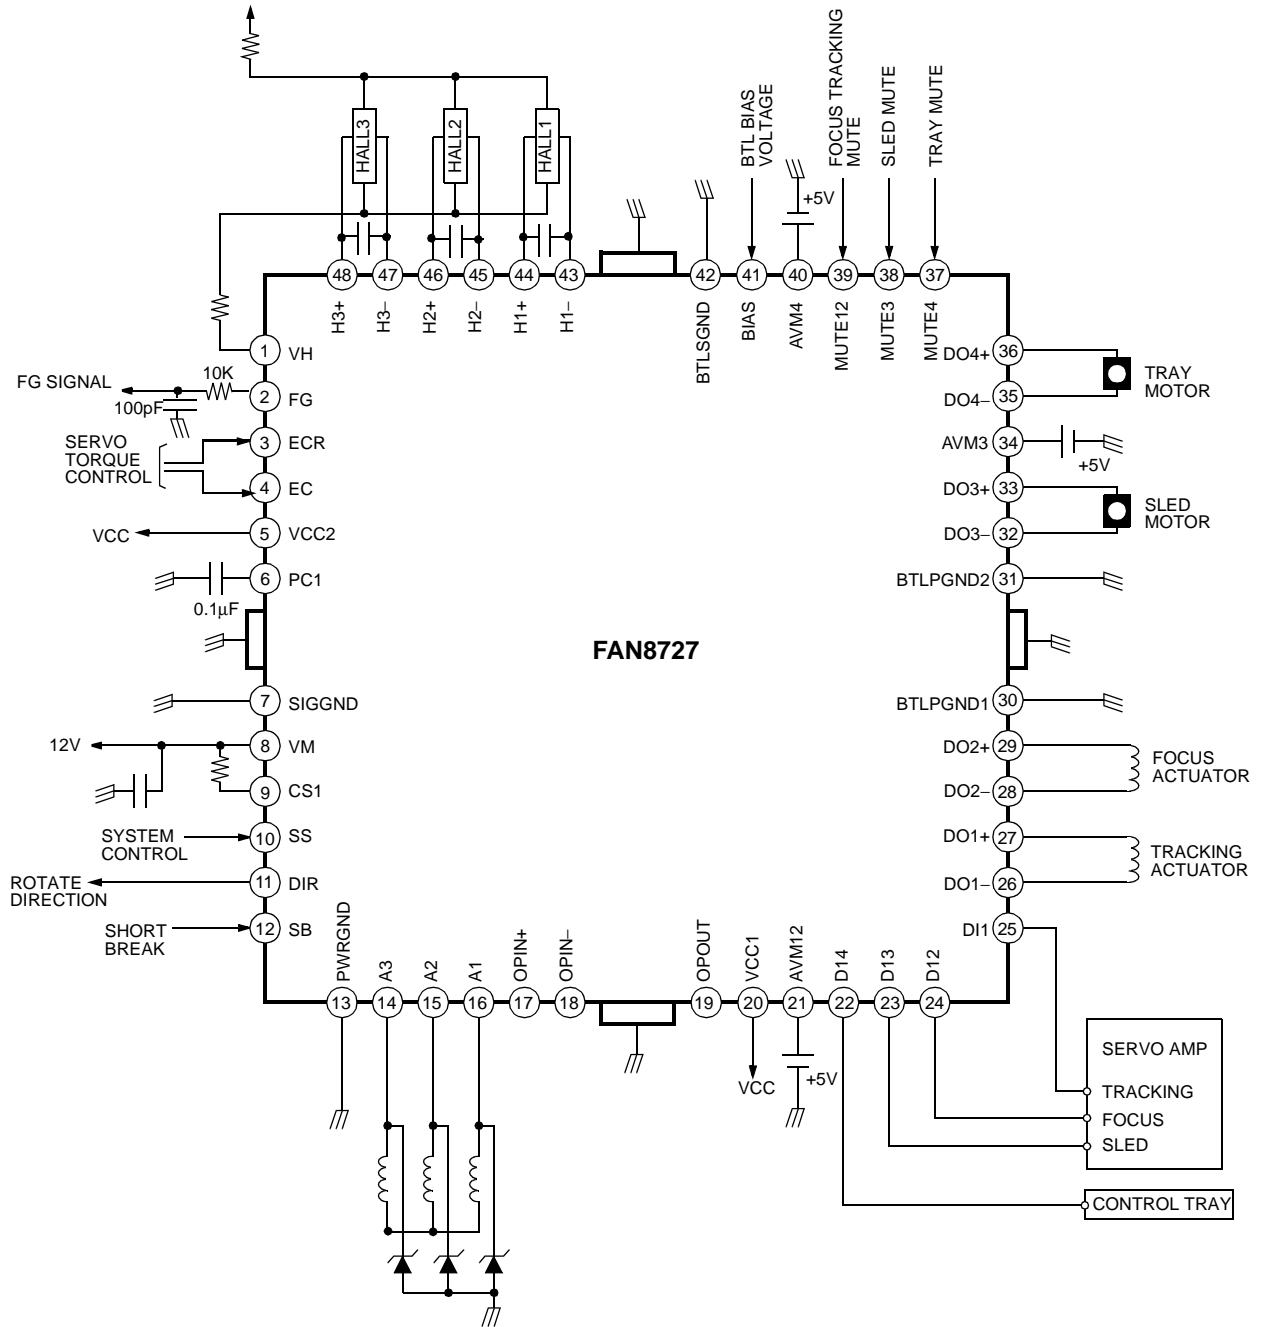 HALL3
HALL2
HALL1
BTL BIAS
VOLTAGE
+5V
FOCUS TRACKING
MUTE
SLED MUTE
TRAY MUTE
48
47
46
45
44
43
42
41
40
39
38
37
H3+
H3–
H2+
H2–
H1+
H1–
BTLSGND
BIAS
AVM4
MUTE12
MUTE3
MUTE4
1
VH
FG SIGNAL
10K
100pF
2
FG
SERVO
TORQUE
CONTROL
3
ECR
4
EC
VCC
5
VCC2
6
PC1
0.1µF
7
SIGGND
12V
8
VM
9
CS1
SYSTEM
CONTROL
10
SS
ROTATE
DIRECTION
11
DIR
SHORT
BREAK
12
SB
FAN8727
DO4+
36
TRAY
MOTOR
DO4–
35
AVM3
34
+5V
DO3+
33
SLED
MOTOR
DO3–
32
BTLPGND2
31
BTLPGND1
30
DO2+
29
FOCUS
ACTUATOR
DO2–
28
DO1+
27
TRACKING
ACTUATOR
DO1–
26
DI1
25
PWRGND
A3
A2
A1
OPIN+
OPIN–
OPOUT
VCC1
AVM12
D14
D13
D12
13
14
15
16
17
18
19
20
21
22
23
24
VCC
+5V
SERVO AMP
TRACKING
FOCUS
SLED
CONTROL TRAY